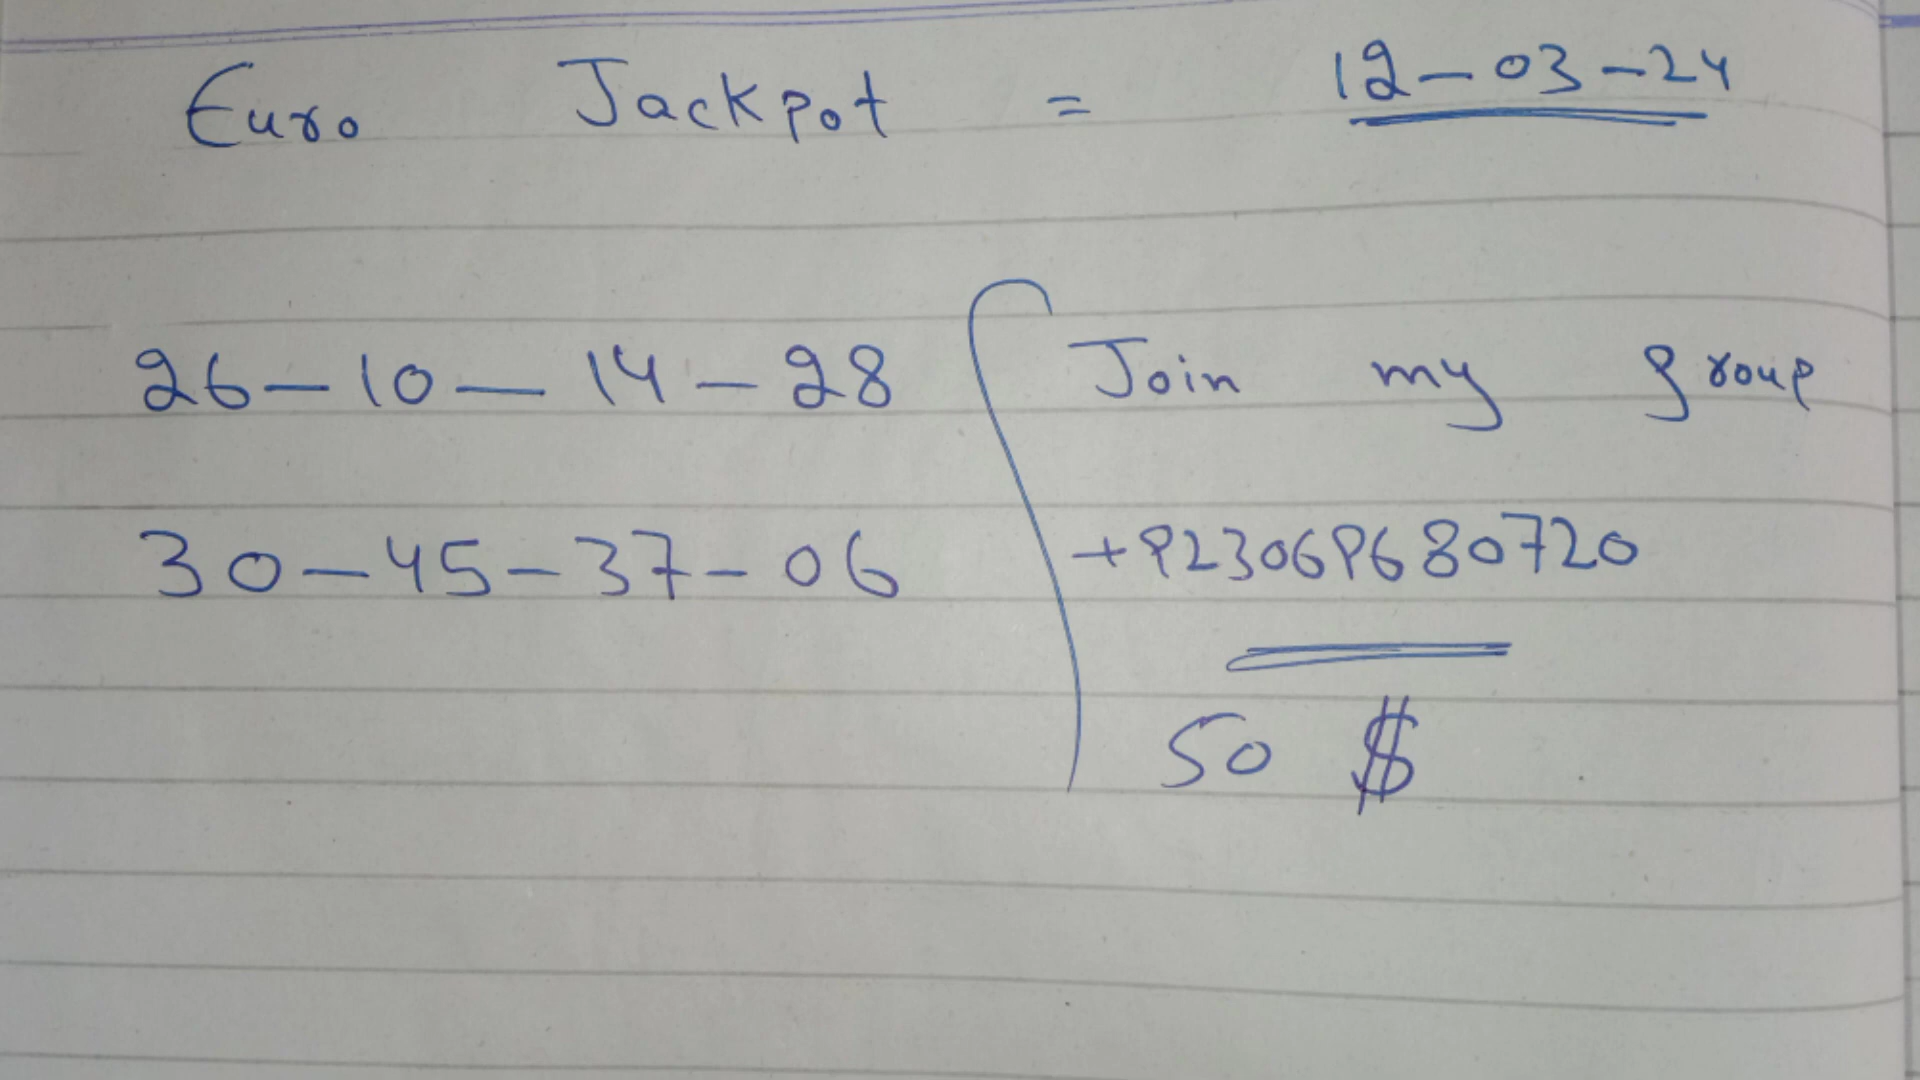 Euro Jackpot = 12-03-24
26-10-14-28
30-45-37-06
Join my group
+923069680720
50 $